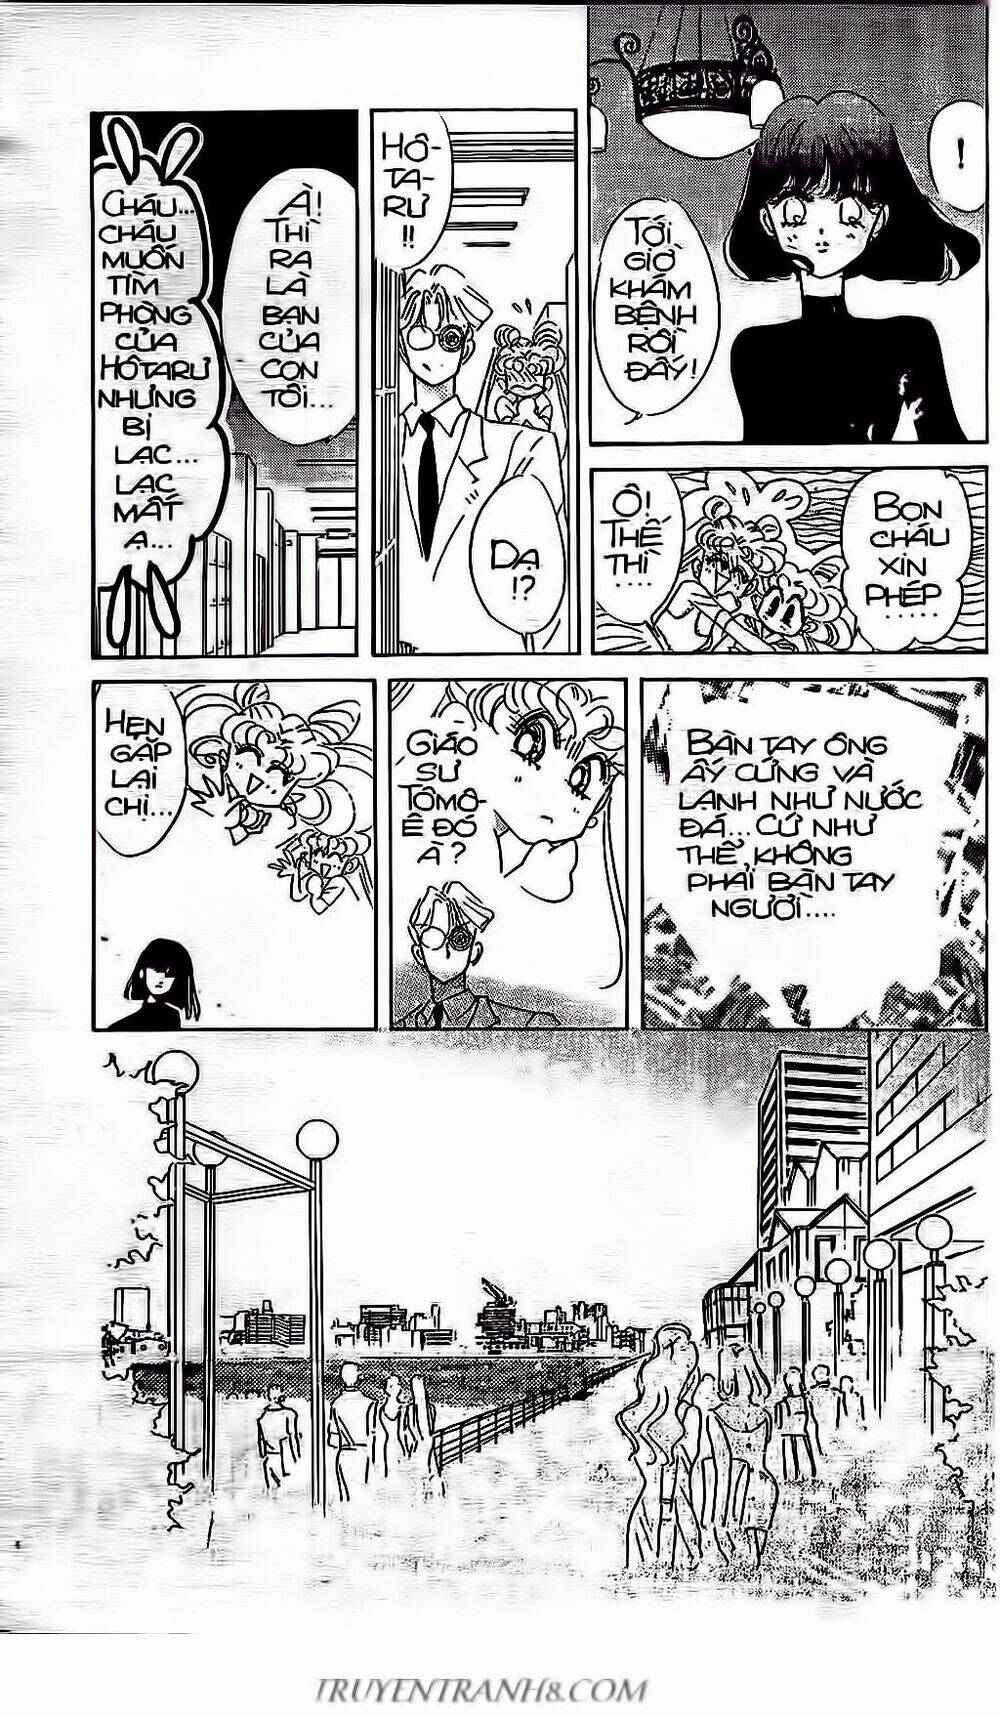 CHÁU...
CHÁU
MUỐN
TÌM
PHÒNG
CỦA
HÔTARƯ
NHƯNG
BỊ
LẠC...
LẠC
MẤT
Ạ...
À!
THÌ
RA
LÀ
BẠN
CỦA
CON
TÔI...
HÔ-
TA-
RƯ
!!
DẠ
!?
TỚI
GIỜ
KHÁM
BỆNH
RỒI
ĐẤY!
!
Ô!
THẾ
THÌ
.....
BỌN
CHÁU
XIN
PHÉP
.....
HẸN
GẶP
LẠI
CHỊ...
GIÁO
SƯ
TÔMÔ-
Ê ĐÓ
À?
BÀN TAY ÔNG
ẤY CỨNG VÀ
LẠNH NHƯ NƯỚC
ĐÁ... CỨ NHƯ
THỂ KHÔNG
PHẢI BÀN TAY
NGƯỜI....
TRUYENTRANH8.COM